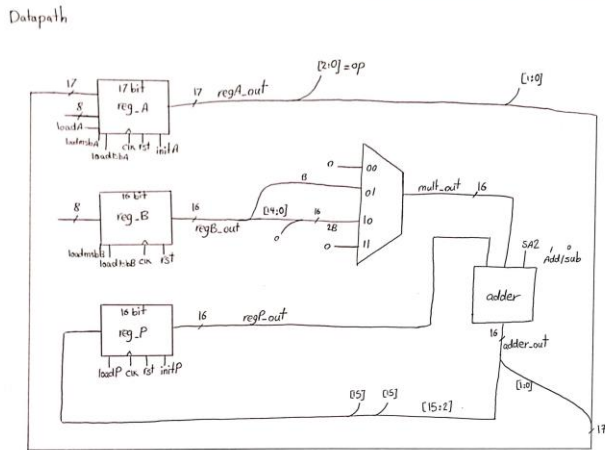 Datapath
[2:0]=op
17
17 bit
17
regA_out
[1:0]
reg_A
8
loadA
loadmsbA
clk rst initA
loadlsbA
0
00
B
01
mult_out
16
16 bit
8
reg_B
16
[14:0]
16
10
regB_out
2B
0
0
11
loadmsbB
clk rst
loadlsbB
SA2
1 0
Add/sub
adder
16 bit
reg_P
16
regP_out
16
adder_out
loadP clk rst initP
[1:0]
[15]
[15]
[15:2]
17